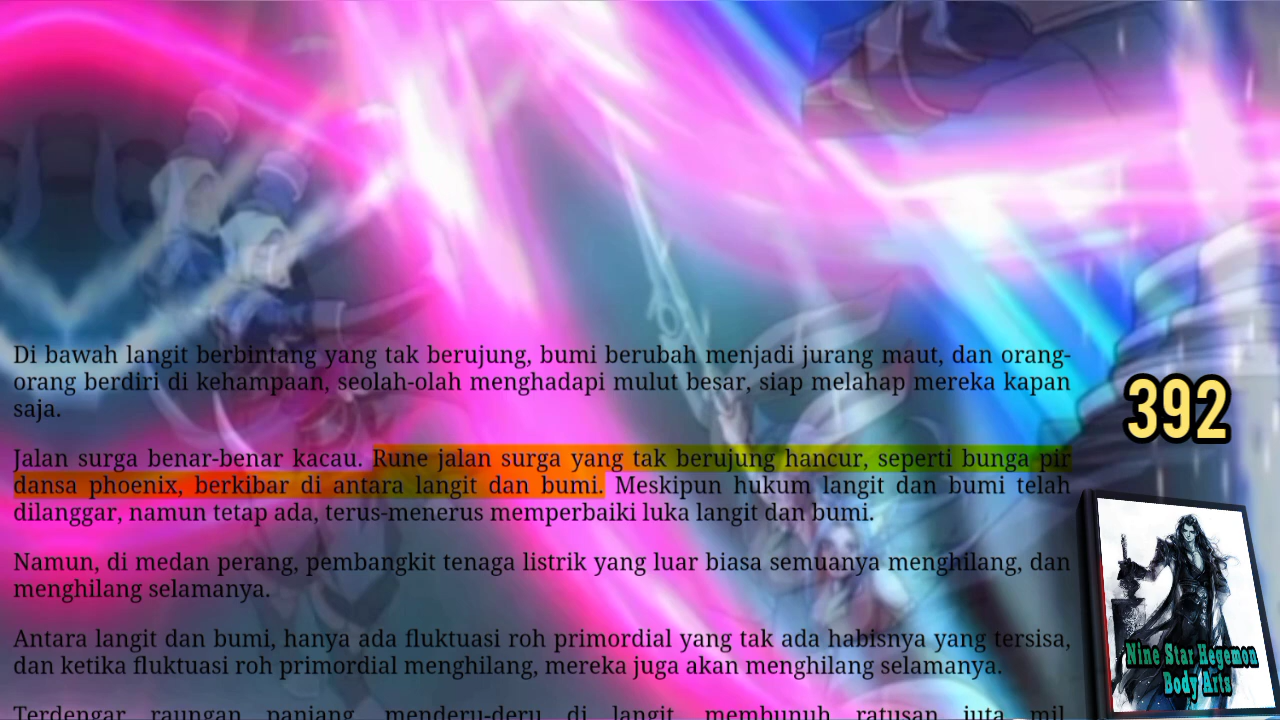 Di bawah langit berbintang yang tak berujung, bumi berubah menjadi jurang maut, dan orang-
orang berdiri di kehampaan, seolah-olah menghadapi mulut besar, siap melahap mereka kapan
saja.
Jalan surga benar-benar kacau. Rune jalan surga yang tak berujung hancur, seperti bunga pir
dansa phoenix, berkibar di antara langit dan bumi. Meskipun hukum langit dan bumi telah
dilanggar, namun tetap ada, terus-menerus memperbaiki luka langit dan bumi.
Namun, di medan perang, pembangkit tenaga listrik yang luar biasa semuanya menghilang, dan
menghilang selamanya.
Antara langit dan bumi, hanya ada fluktuasi roh primordial yang tak ada habisnya yang tersisa,
dan ketika fluktuasi roh primordial menghilang, mereka juga akan menghilang selamanya.
Terdengar raungan panjang, menderu-deru di langit, membunuh ratusan juta mil,
392
Nine Star Hegemon
Body Arts